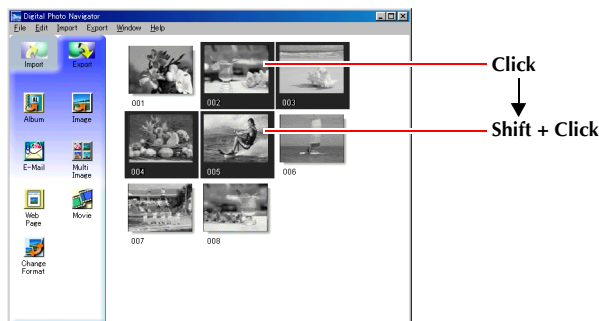 Digital Photo Navigator
File Edit Import Export Window Help
Import Export
Album Image
E-Mail Multi Image
Web Page Movie
Change Format
001 002 003
004 005 006
007 008
Click
Shift + Click